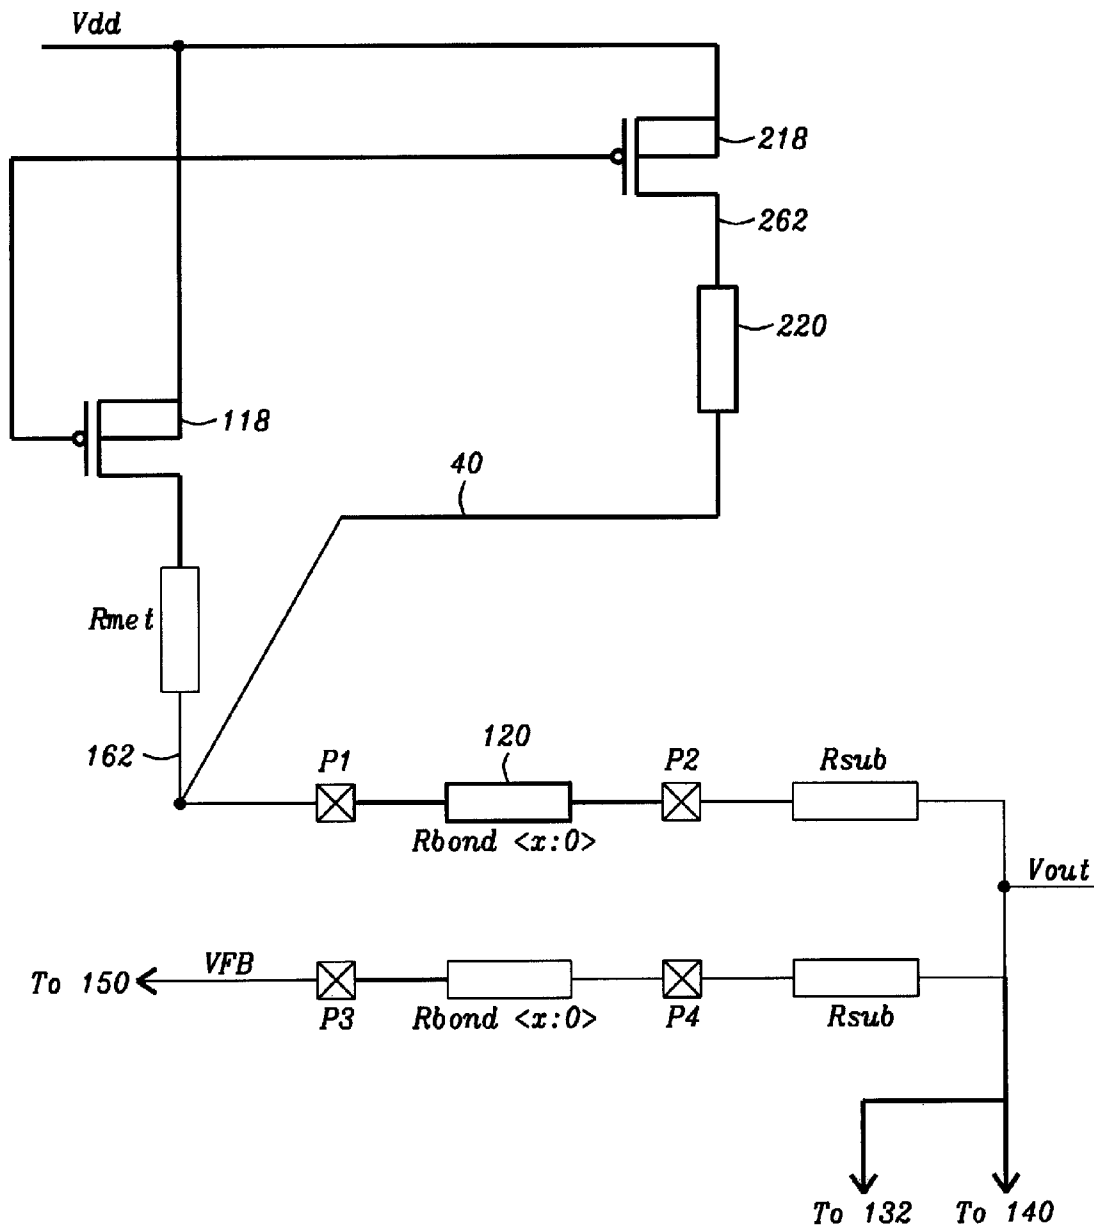 Vdd
218
262
220
118
40
Rmet
162
P1
120
P2
Rsub
Rbond <x:0>
Vout
To 150
VFB
P3
Rbond <x:0>
P4
Rsub
To 132
To 140